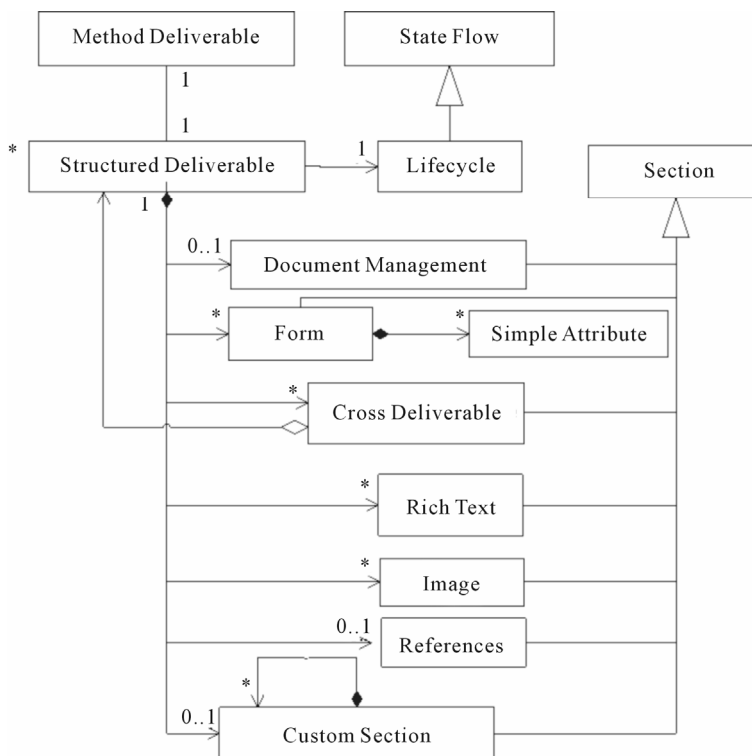 Method Deliverable
State Flow
1
1
*
Structured Deliverable
1
Lifecycle
Section
1
0..1
Document Management
*
Form
*
Simple Attribute
*
Cross Deliverable
*
Rich Text
*
Image
0..1
References
*
0..1
Custom Section